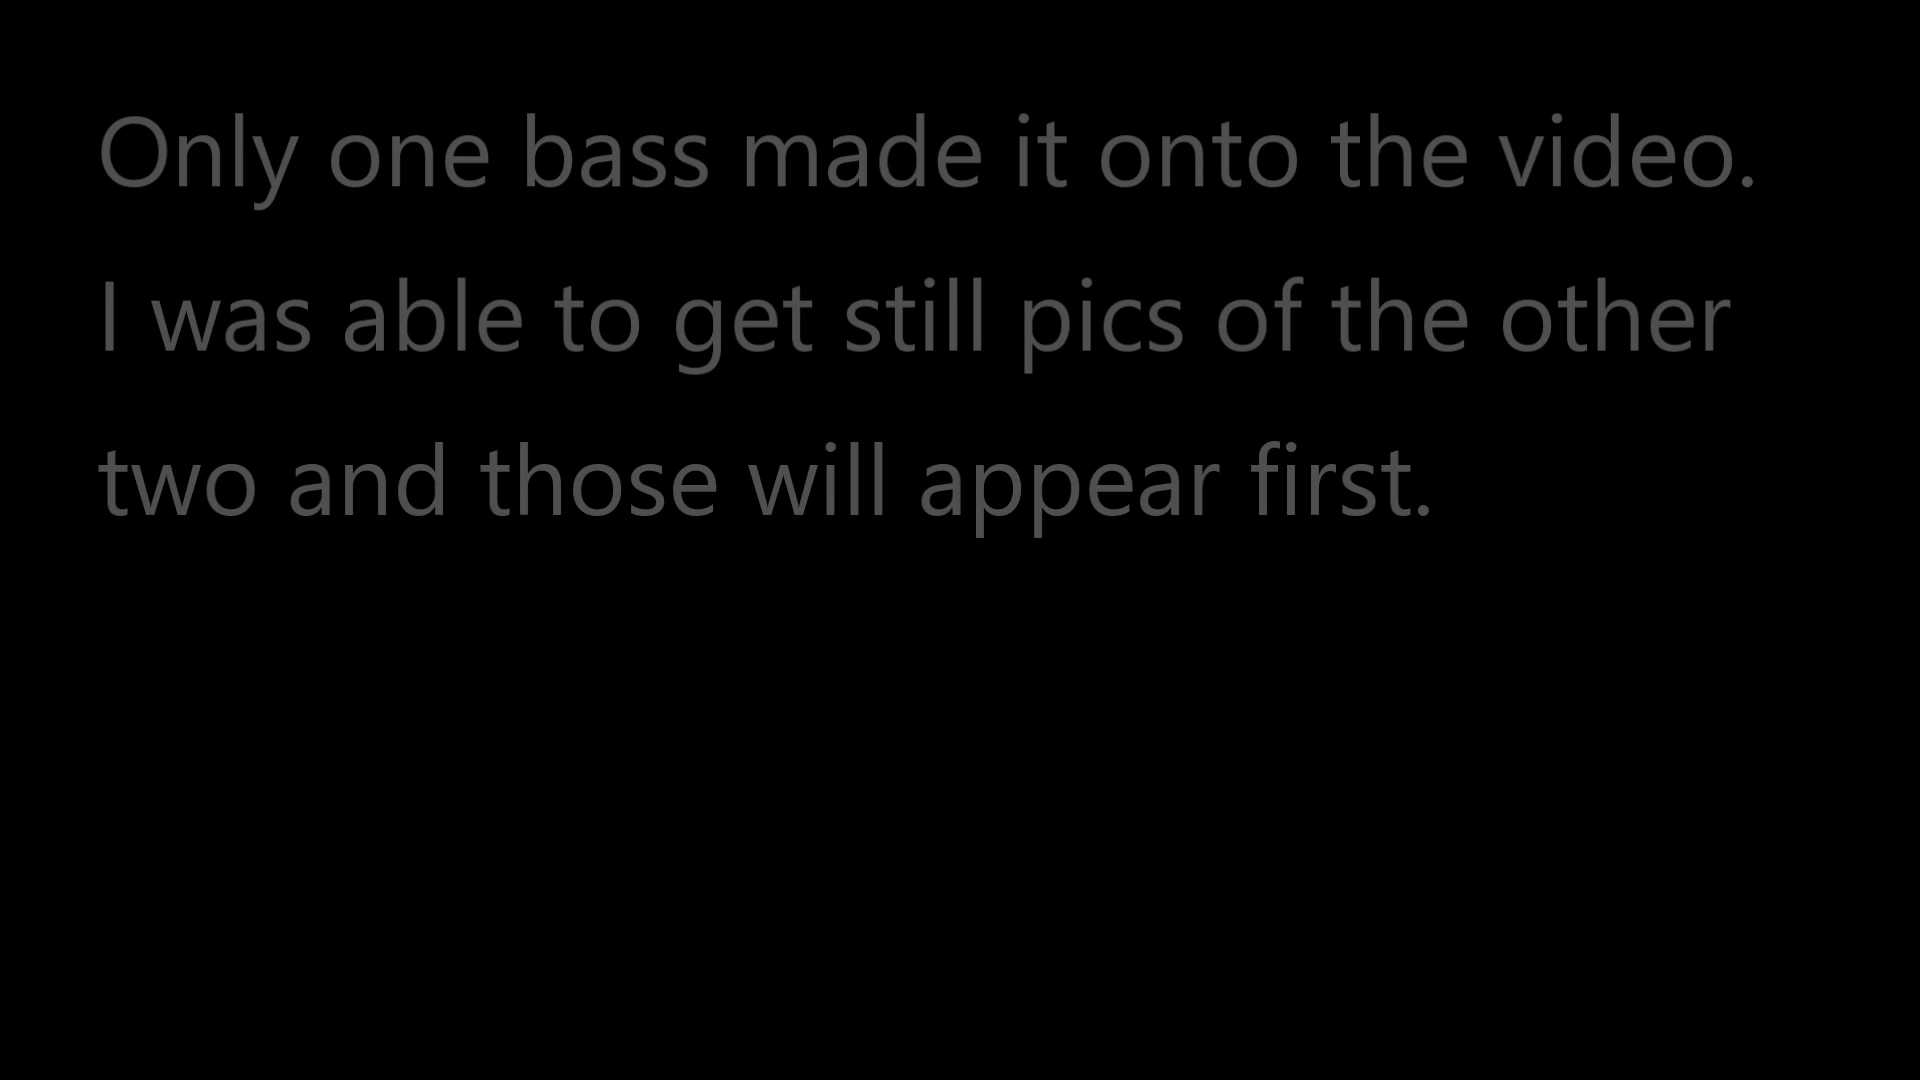 Only one bass made it onto the video.
I was able to get still pics of the other
two and those will appear first.